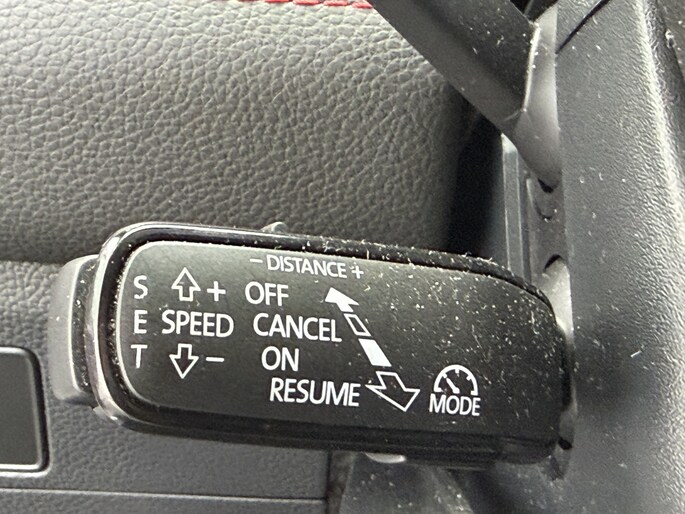 − DISTANCE +
S + OFF
E SPEED CANCEL
T − ON
RESUME
MODE